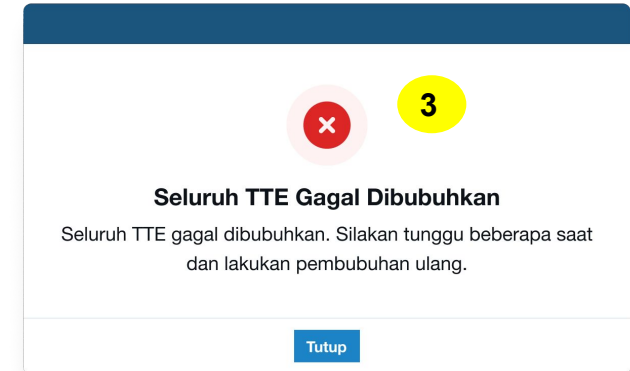 3
Seluruh TTE Gagal Dibubuhkan
Seluruh TTE gagal dibubuhkan. Silakan tunggu beberapa saat
dan lakukan pembubuhan ulang.
Tutup